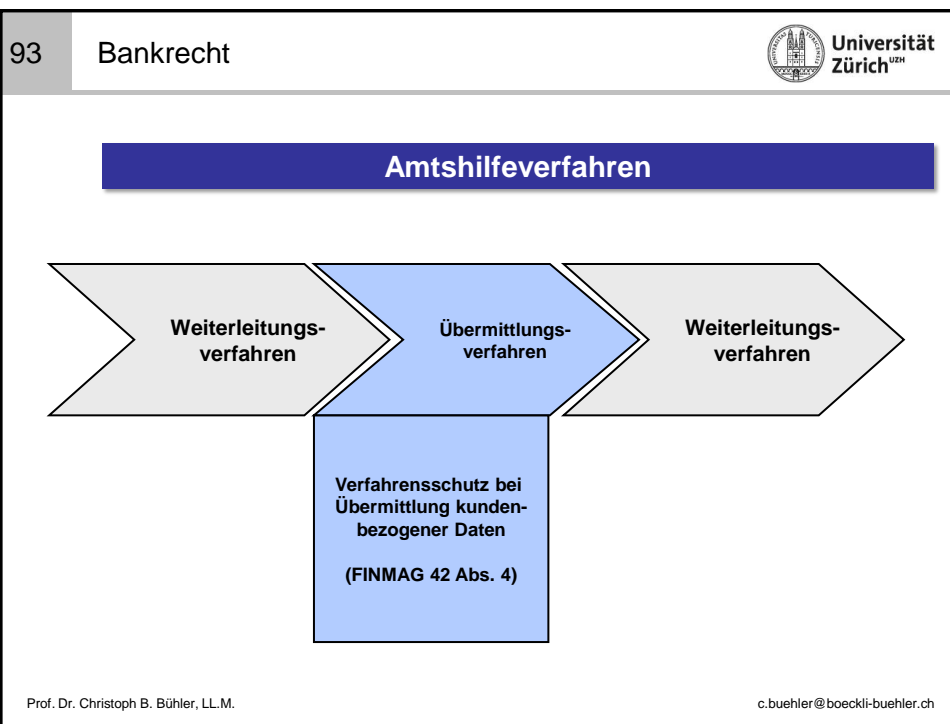 93
Bankrecht
Universität
Zürich UZH
Amtshilfeverfahren
Weiterleitungs-
verfahren
Übermittlungs-
verfahren
Weiterleitungs-
verfahren
Verfahrensschutz bei
Übermittlung kunden-
bezogener Daten
(FINMAG 42 Abs. 4)
Prof. Dr. Christoph B. Bühler, LL.M.
c.buehler@boeckli-buehler.ch